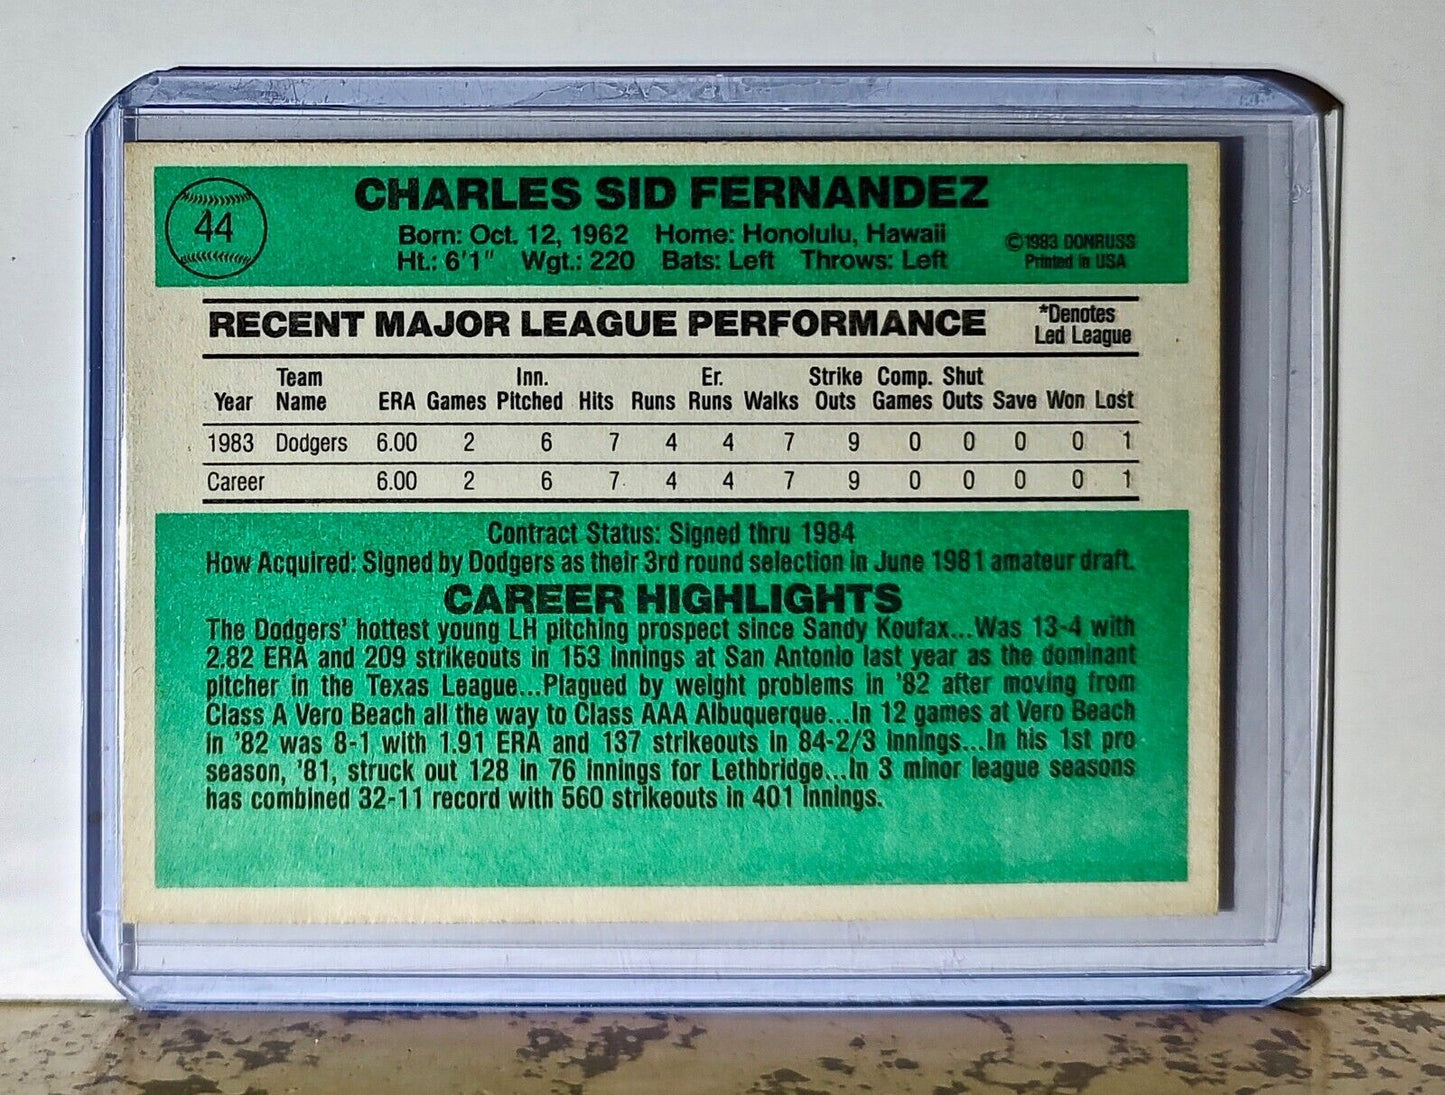 44
CHARLES SID FERNANDEZ
Born: Oct. 12, 1962 Home: Honolulu, Hawaii
Ht.: 6'1" Wgt.: 220 Bats: Left Throws: Left
©1983 DONRUSS
Printed in USA
RECENT MAJOR LEAGUE PERFORMANCE
*Denotes
Led League
Team Inn. Er. Strike Comp. Shut
Year Name ERA Games Pitched Hits Runs Runs Walks Outs Games Outs Save Won Lost
1983 Dodgers 6.00 2 6 7 4 4 7 9 0 0 0 0 1
Career 6.00 2 6 7 4 4 7 9 0 0 0 0 1
Contract Status: Signed thru 1984
How Acquired: Signed by Dodgers as their 3rd round selection in June 1981 amateur draft.
CAREER HIGHLIGHTS
The Dodgers' hottest young LH pitching prospect since Sandy Koufax...Was 13-4 with
2.82 ERA and 209 strikeouts in 153 innings at San Antonio last year as the dominant
pitcher in the Texas League...Plagued by weight problems in '82 after moving from
Class A Vero Beach all the way to Class AAA Albuquerque...In 12 games at Vero Beach
in '82 was 8-1 with 1.91 ERA and 137 strikeouts in 84-2/3 innings...In his 1st pro
season, '81, struck out 128 in 76 innings for Lethbridge...In 3 minor league seasons
has combined 32-11 record with 560 strikeouts in 401 innings.